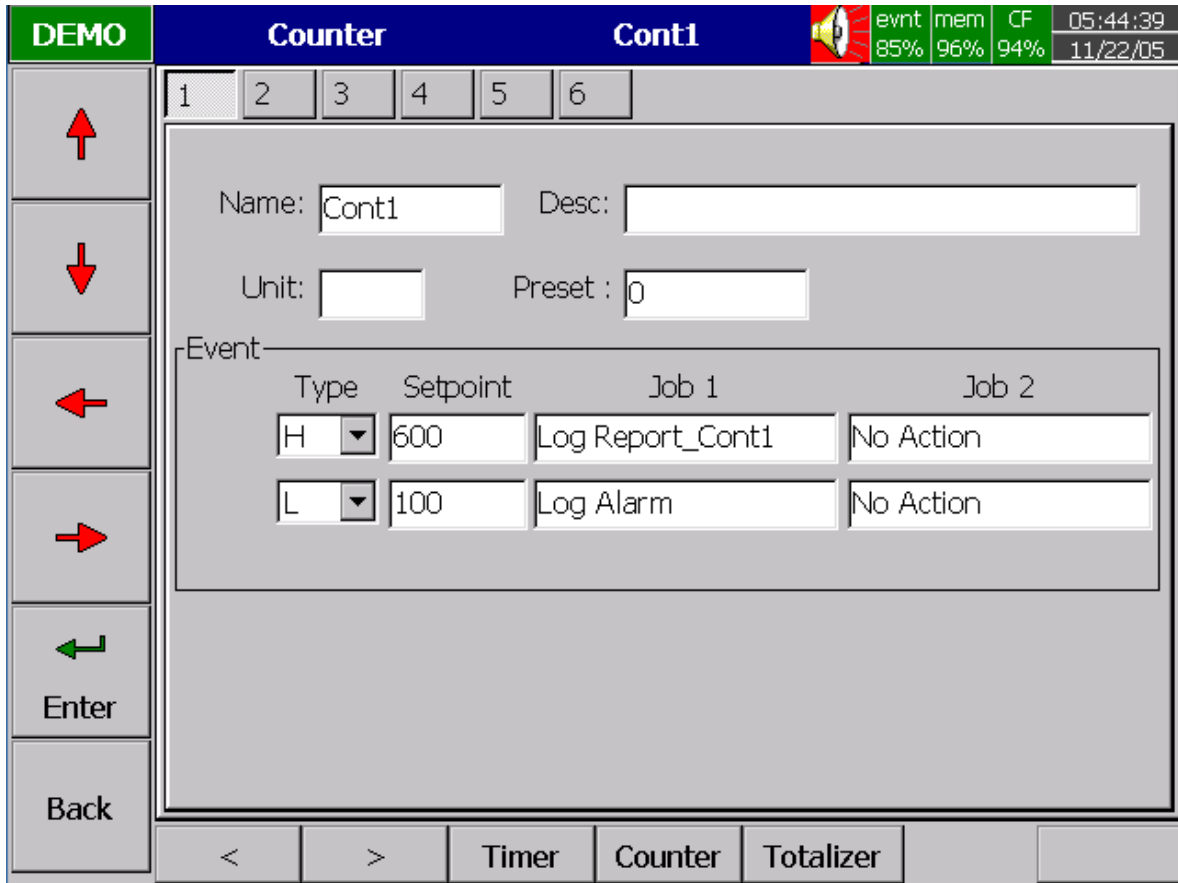 DEMO Counter Cont1 evnt mem CF 05:44:39
85% 96% 94% 11/22/05
1 2 3 4 5 6
Name: Cont1 Desc:
Unit: Preset : 0
Event
Type Setpoint Job 1 Job 2
H 600 Log Report_Cont1 No Action
L 100 Log Alarm No Action
Enter
Back
< > Timer Counter Totalizer